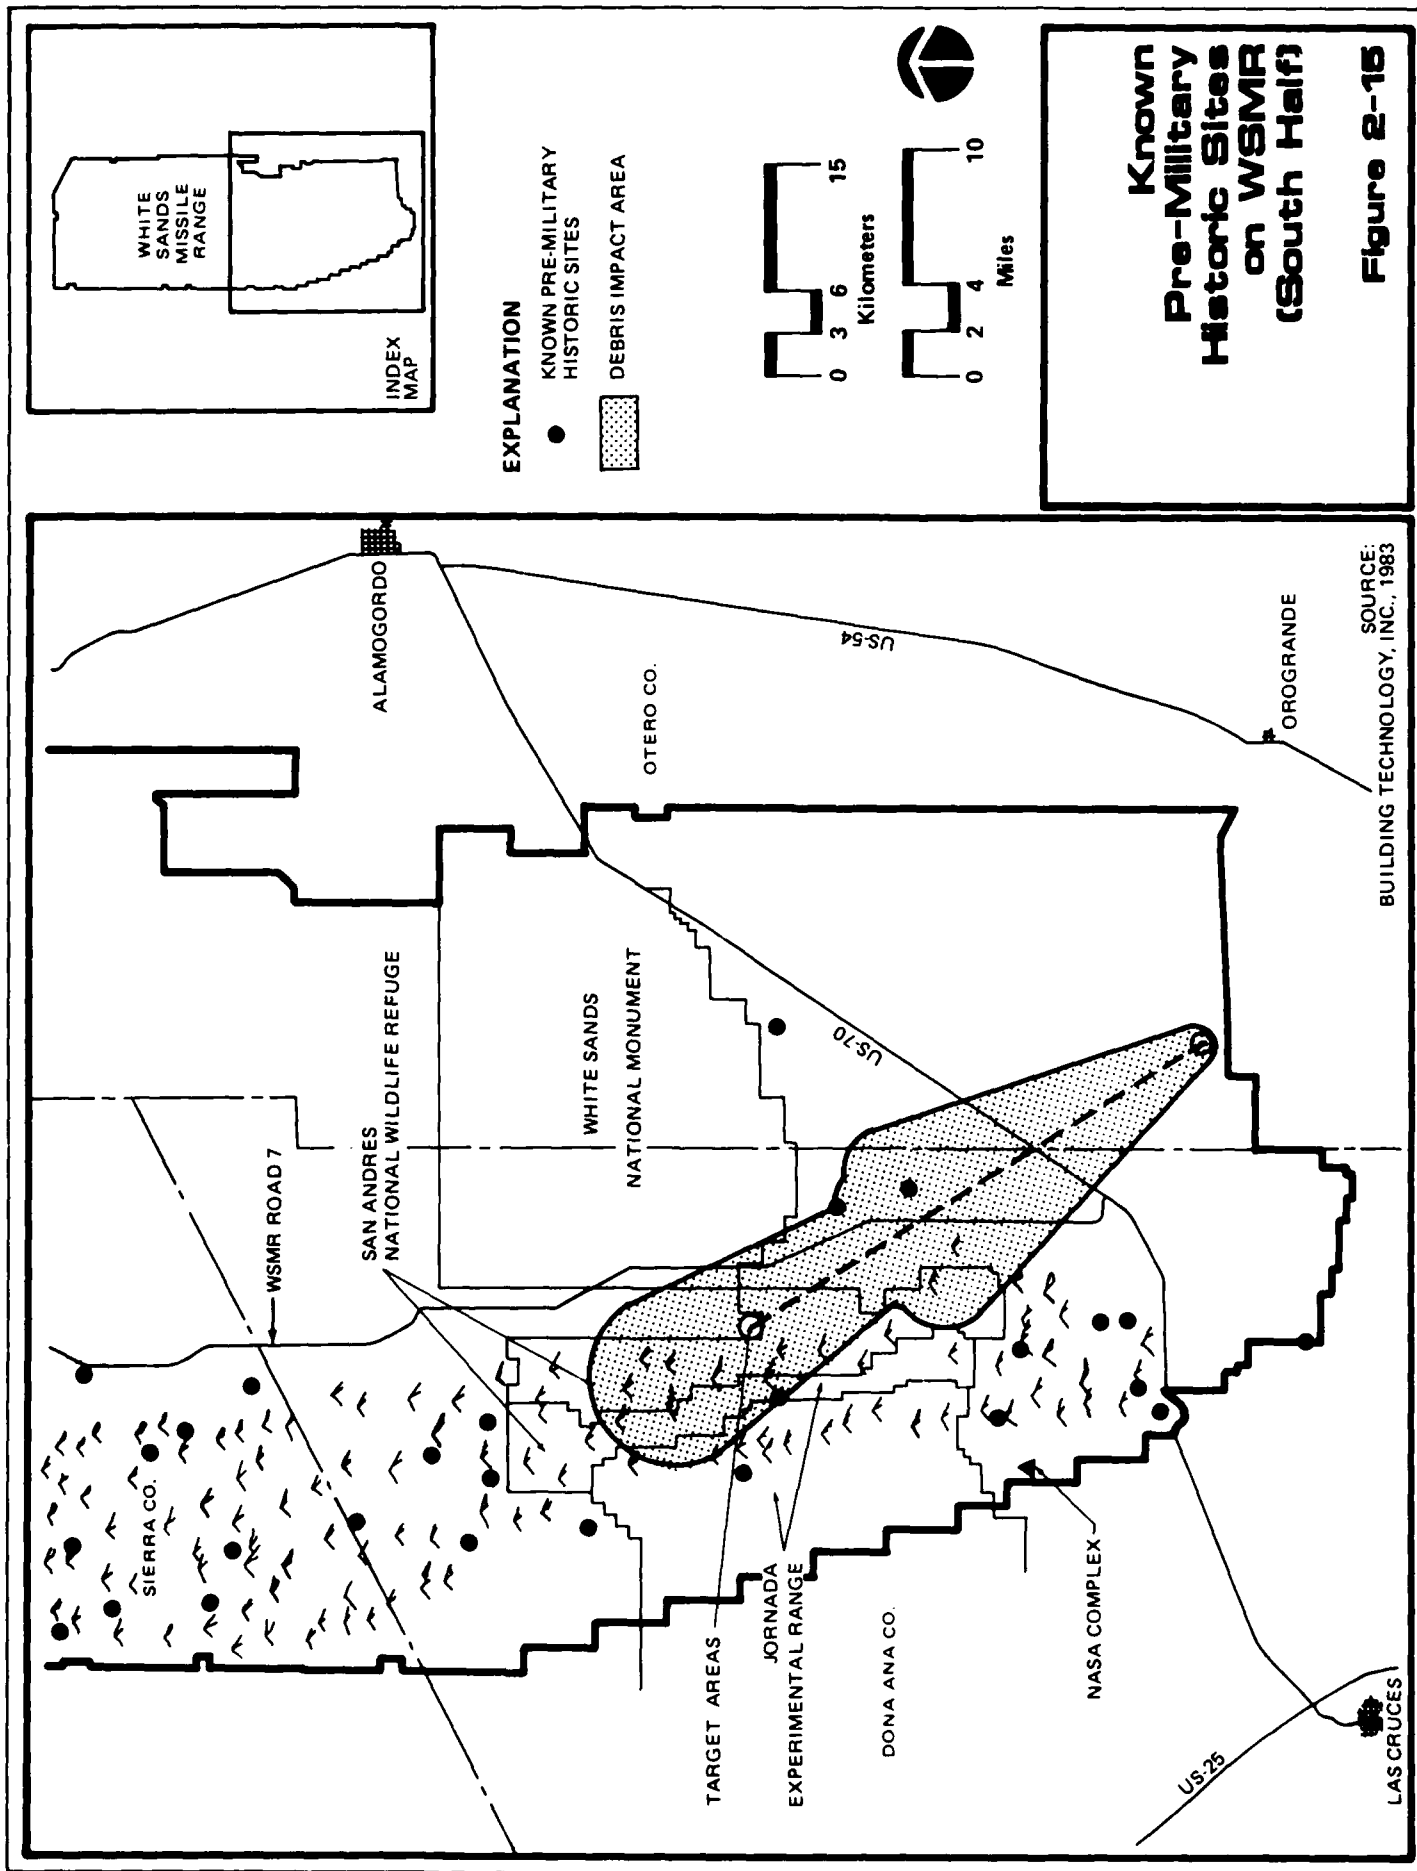 WHITE
SANDS
MISSILE
RANGE
INDEX
MAP
EXPLANATION
KNOWN PRE-MILITARY
HISTORIC SITES
DEBRIS IMPACT AREA
0 3 6 15
Kilometers
0 2 4 10
Miles
Known
Pre-Military
Historic Sites
on WSMR
(South Half)
Figure 2-15
ALAMOGORDO
OTERO CO.
US-54
OROGRANDE
SOURCE:
BUILDING TECHNOLOGY, INC., 1983
SAN ANDRES
NATIONAL WILDLIFE REFUGE
WHITE SANDS
NATIONAL MONUMENT
US-70
WSMR ROAD 7
SIERRA CO.
TARGET AREAS
JORNADA
EXPERIMENTAL RANGE
DONA ANA CO.
NASA COMPLEX
US-25
LAS CRUCES